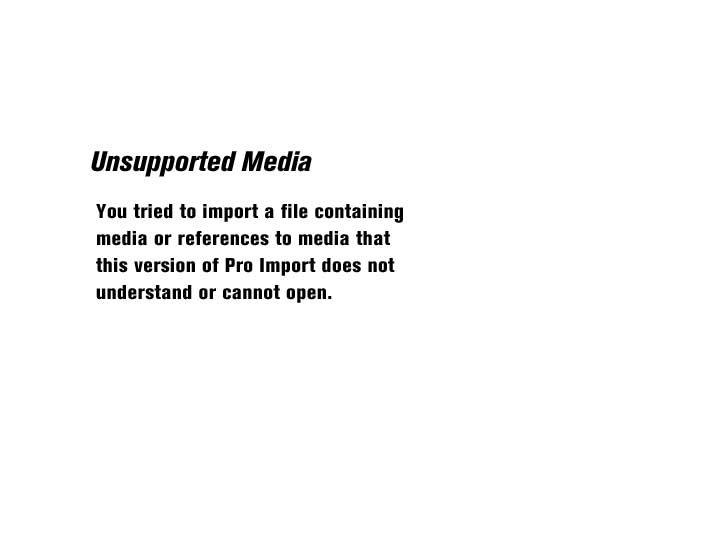 Unsupported Media
You tried to import a file containing
media or references to media that
this version of Pro Import does not
understand or cannot open.